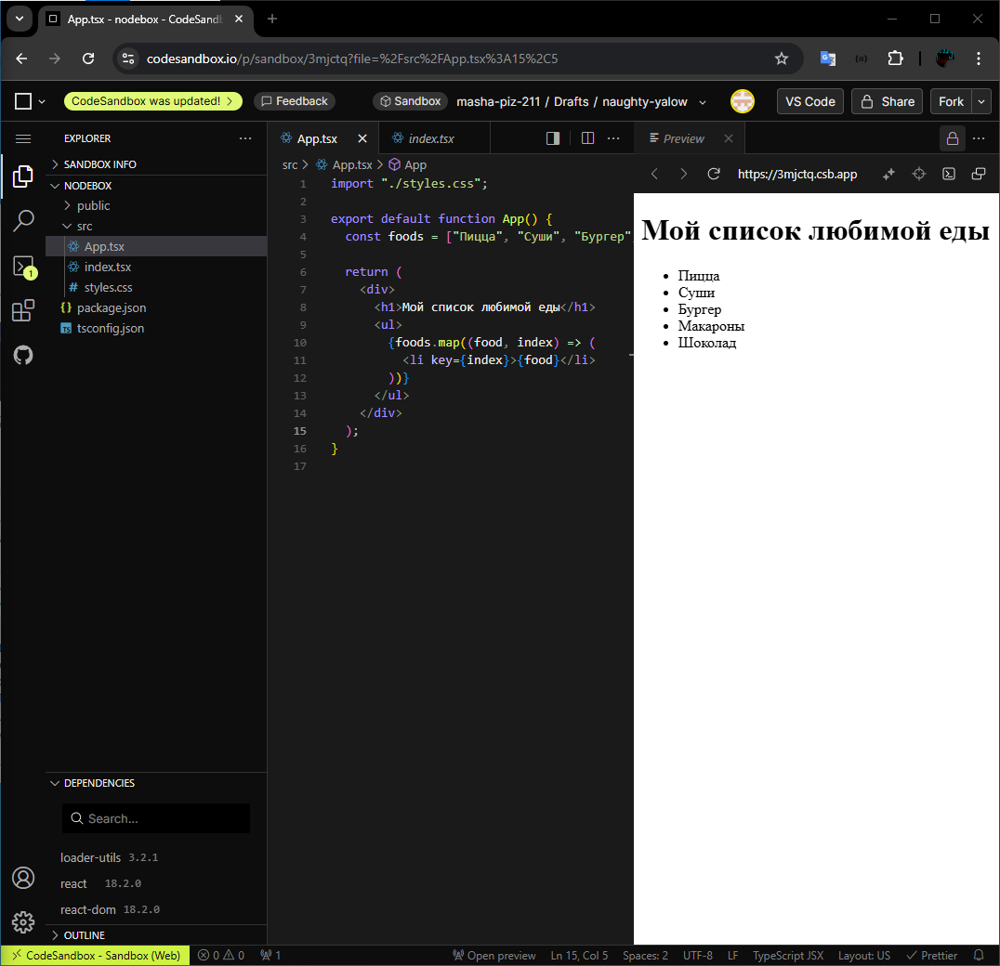 App.tsx - nodebox - CodeSandb
codesandbox.io/p/sandbox/3mjctq?file=%2Fsrc%2FApp.tsx%3A15%2C5
CodeSandbox was updated!
Feedback
Sandbox
masha-piz-211 / Drafts / naughty-yalow
VS Code
Share
Fork
EXPLORER
SANDBOX INFO
NODEBOX
public
src
App.tsx
index.tsx
styles.css
package.json
TS tsconfig.json
1
App.tsx
index.tsx
src > App.tsx > App
1 import "./styles.css";
2
3 export default function App() {
4 const foods = ["Пицца", "Суши", "Бургер",
5
6 return (
7 <div>
8 <h1>Мой список любимой еды</h1>
9 <ul>
10 {foods.map((food, index) => (
11 <li key={index}>{food}</li>
12 ))}
13 </ul>
14 </div>
15 );
16 }
17
Preview
https://3mjctq.csb.app
Мой список любимой еды
Пицца
Суши
Бургер
Макароны
Шоколад
DEPENDENCIES
Search...
loader-utils 3.2.1
react 18.2.0
react-dom 18.2.0
OUTLINE
CodeSandbox - Sandbox (Web)
0 0
1
Open preview
Ln 15, Col 5
Spaces: 2
UTF-8
LF
TypeScript JSX
Layout: US
Prettier